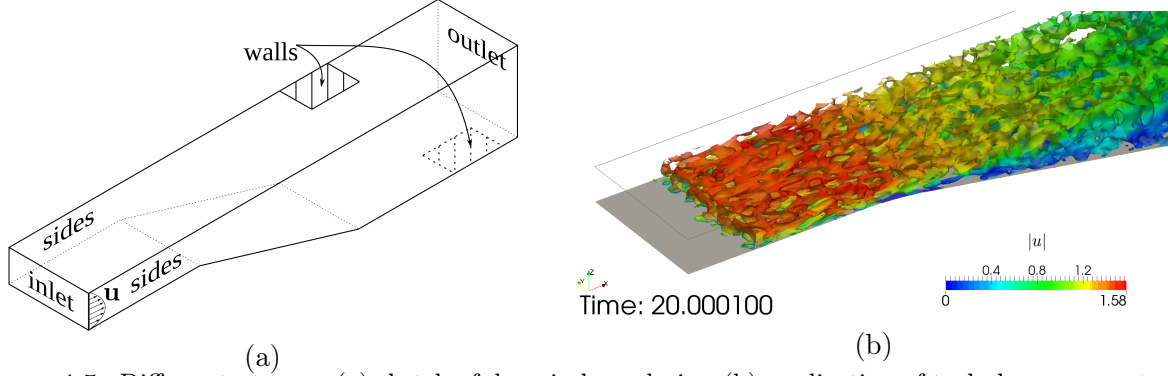 walls
outlet
sides
u sides
inlet
(a)
|u|
0.4 0.8 1.2
0 1.58
z
y
x
Time: 20.000100
(b)